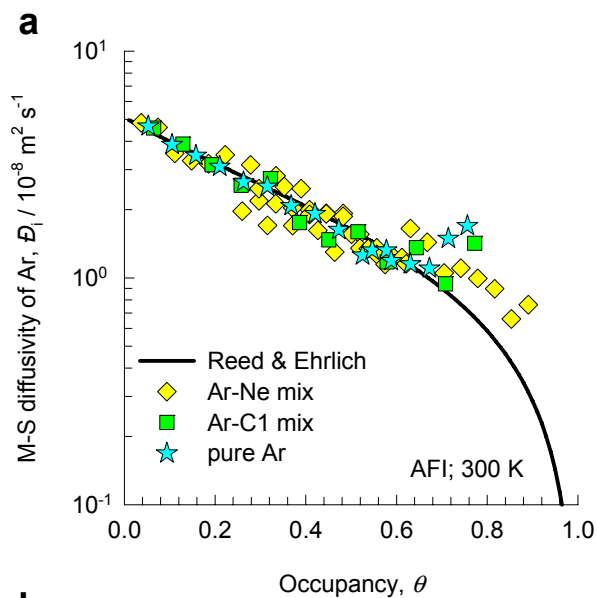 a
M-S diffusivity of Ar, Đi / 10-8 m2 s-1
101
100
10-1
Reed & Ehrlich
Ar-Ne mix
Ar-C1 mix
pure Ar
AFI; 300 K
0.0 0.2 0.4 0.6 0.8 1.0
Occupancy, θ